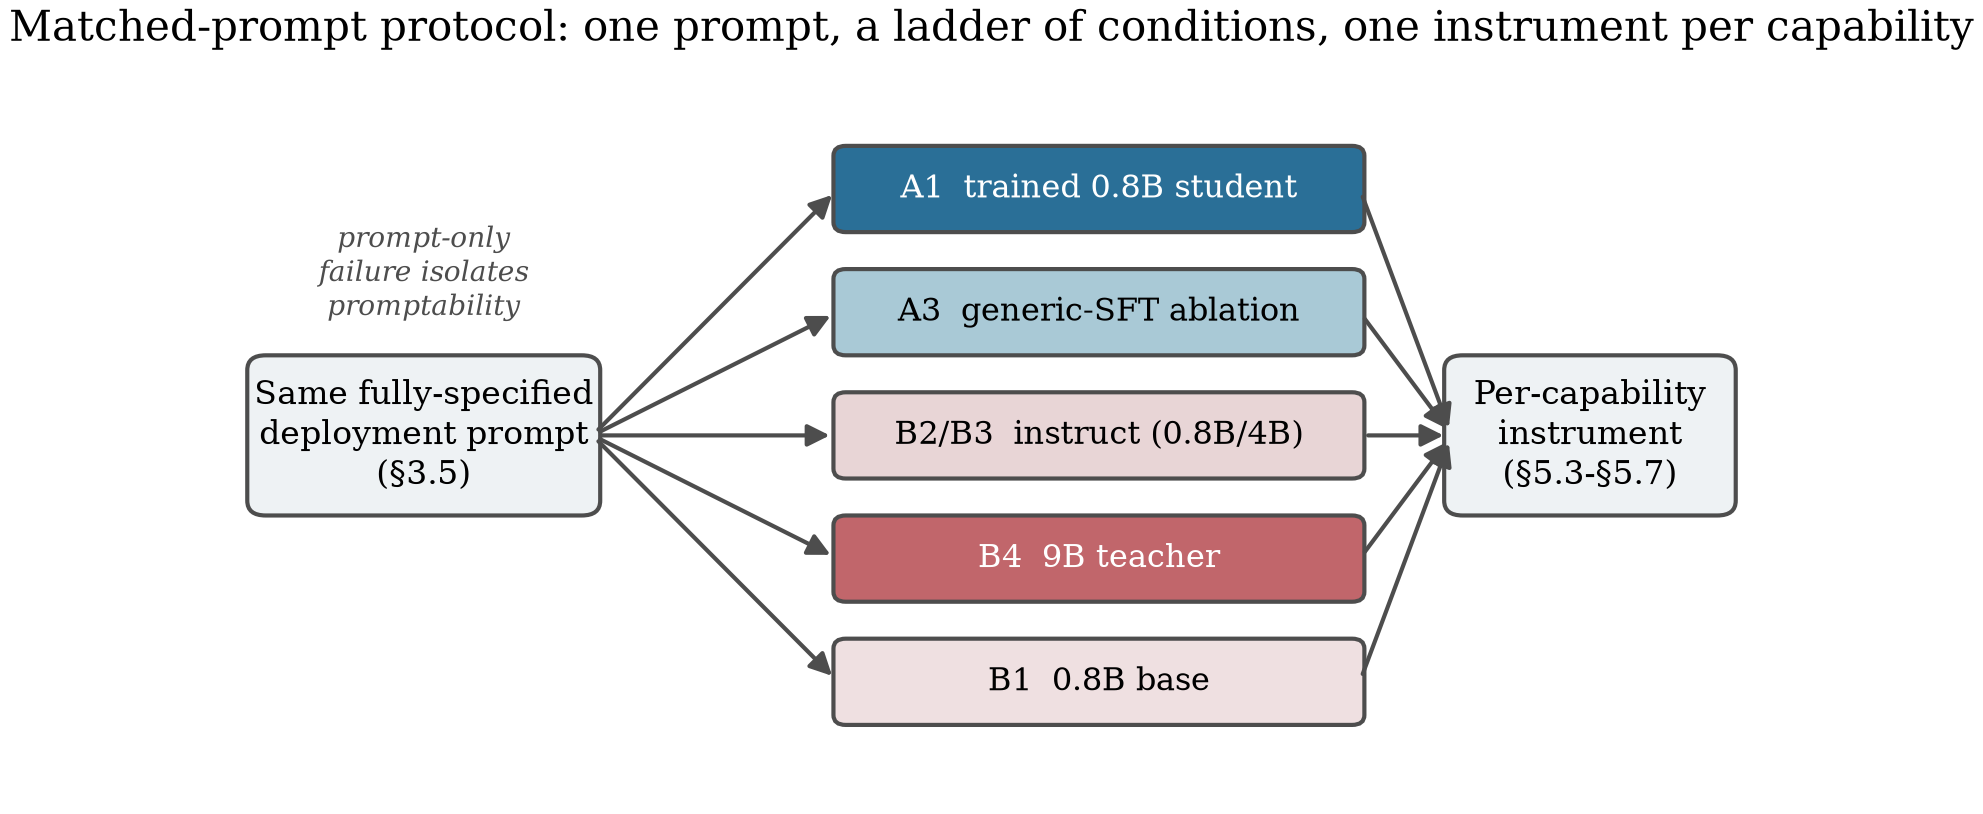 Matched-prompt protocol: one prompt, a ladder of conditions, one instrument per capability
prompt-only
failure isolates
promptability
Same fully-specified
deployment prompt
(§3.5)
A1  trained 0.8B student
A3  generic-SFT ablation
B2/B3  instruct (0.8B/4B)
B4  9B teacher
B1  0.8B base
Per-capability
instrument
(§5.3-§5.7)